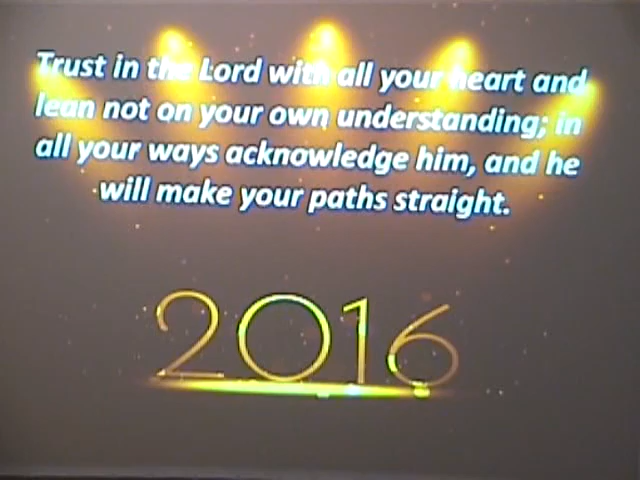 Trust in the Lord with all your heart and
lean not on your own understanding; in
all your ways acknowledge him, and he
will make your paths straight.
2016